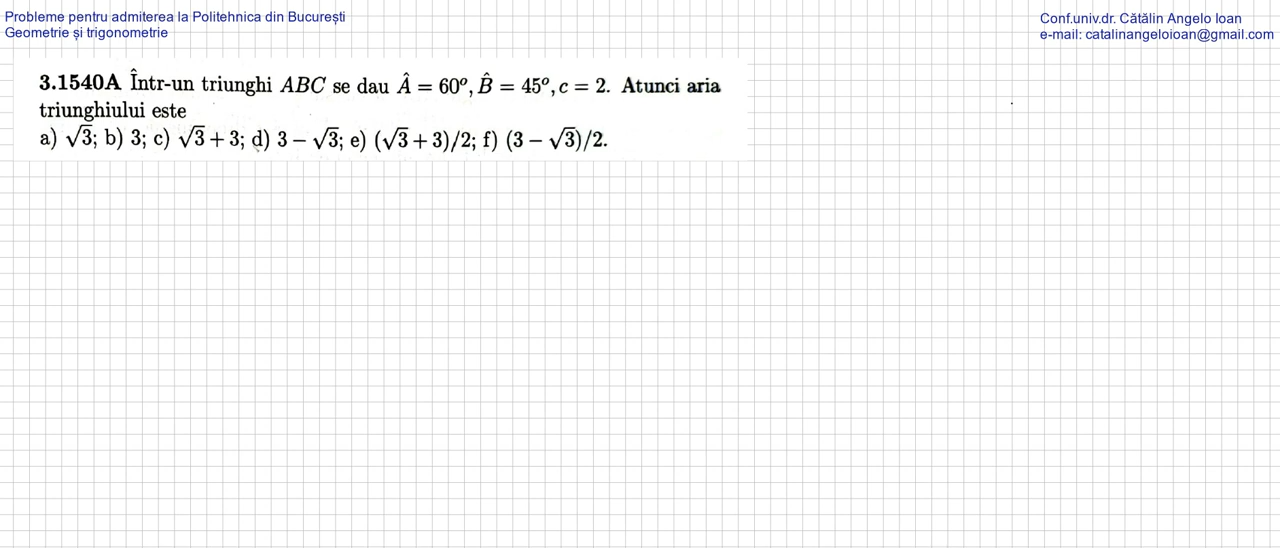 Probleme pentru admiterea la Politehnica din București
Geometrie și trigonometrie
Conf.univ.dr. Cătălin Angelo Ioan
e-mail: catalinangeloioan@gmail.com
3.1540A Într-un triunghi ABC se dau Â = 60°, B̂ = 45°, c = 2. Atunci aria
triunghiului este
a) √3; b) 3; c) √3 + 3; d) 3 − √3; e) (√3 + 3)/2; f) (3 − √3)/2.